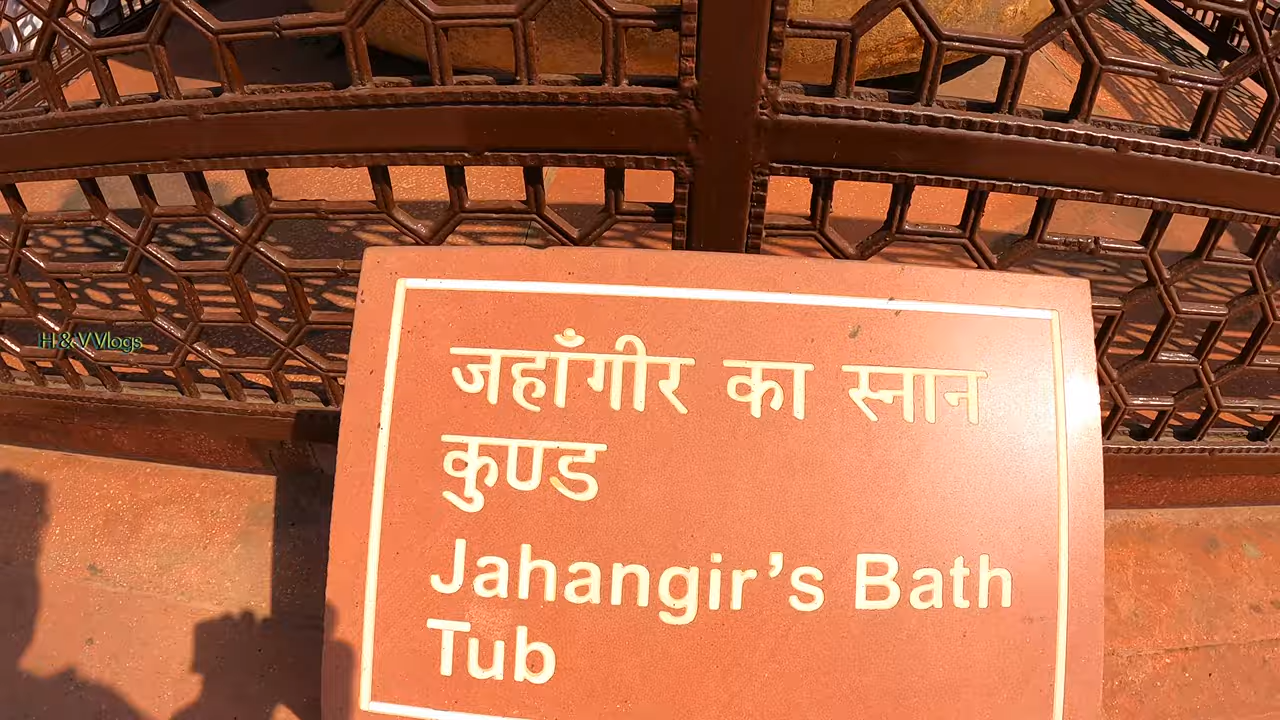 H & V Vlogs
जहाँगीर का स्नान
कुण्ड
Jahangir’s Bath
Tub